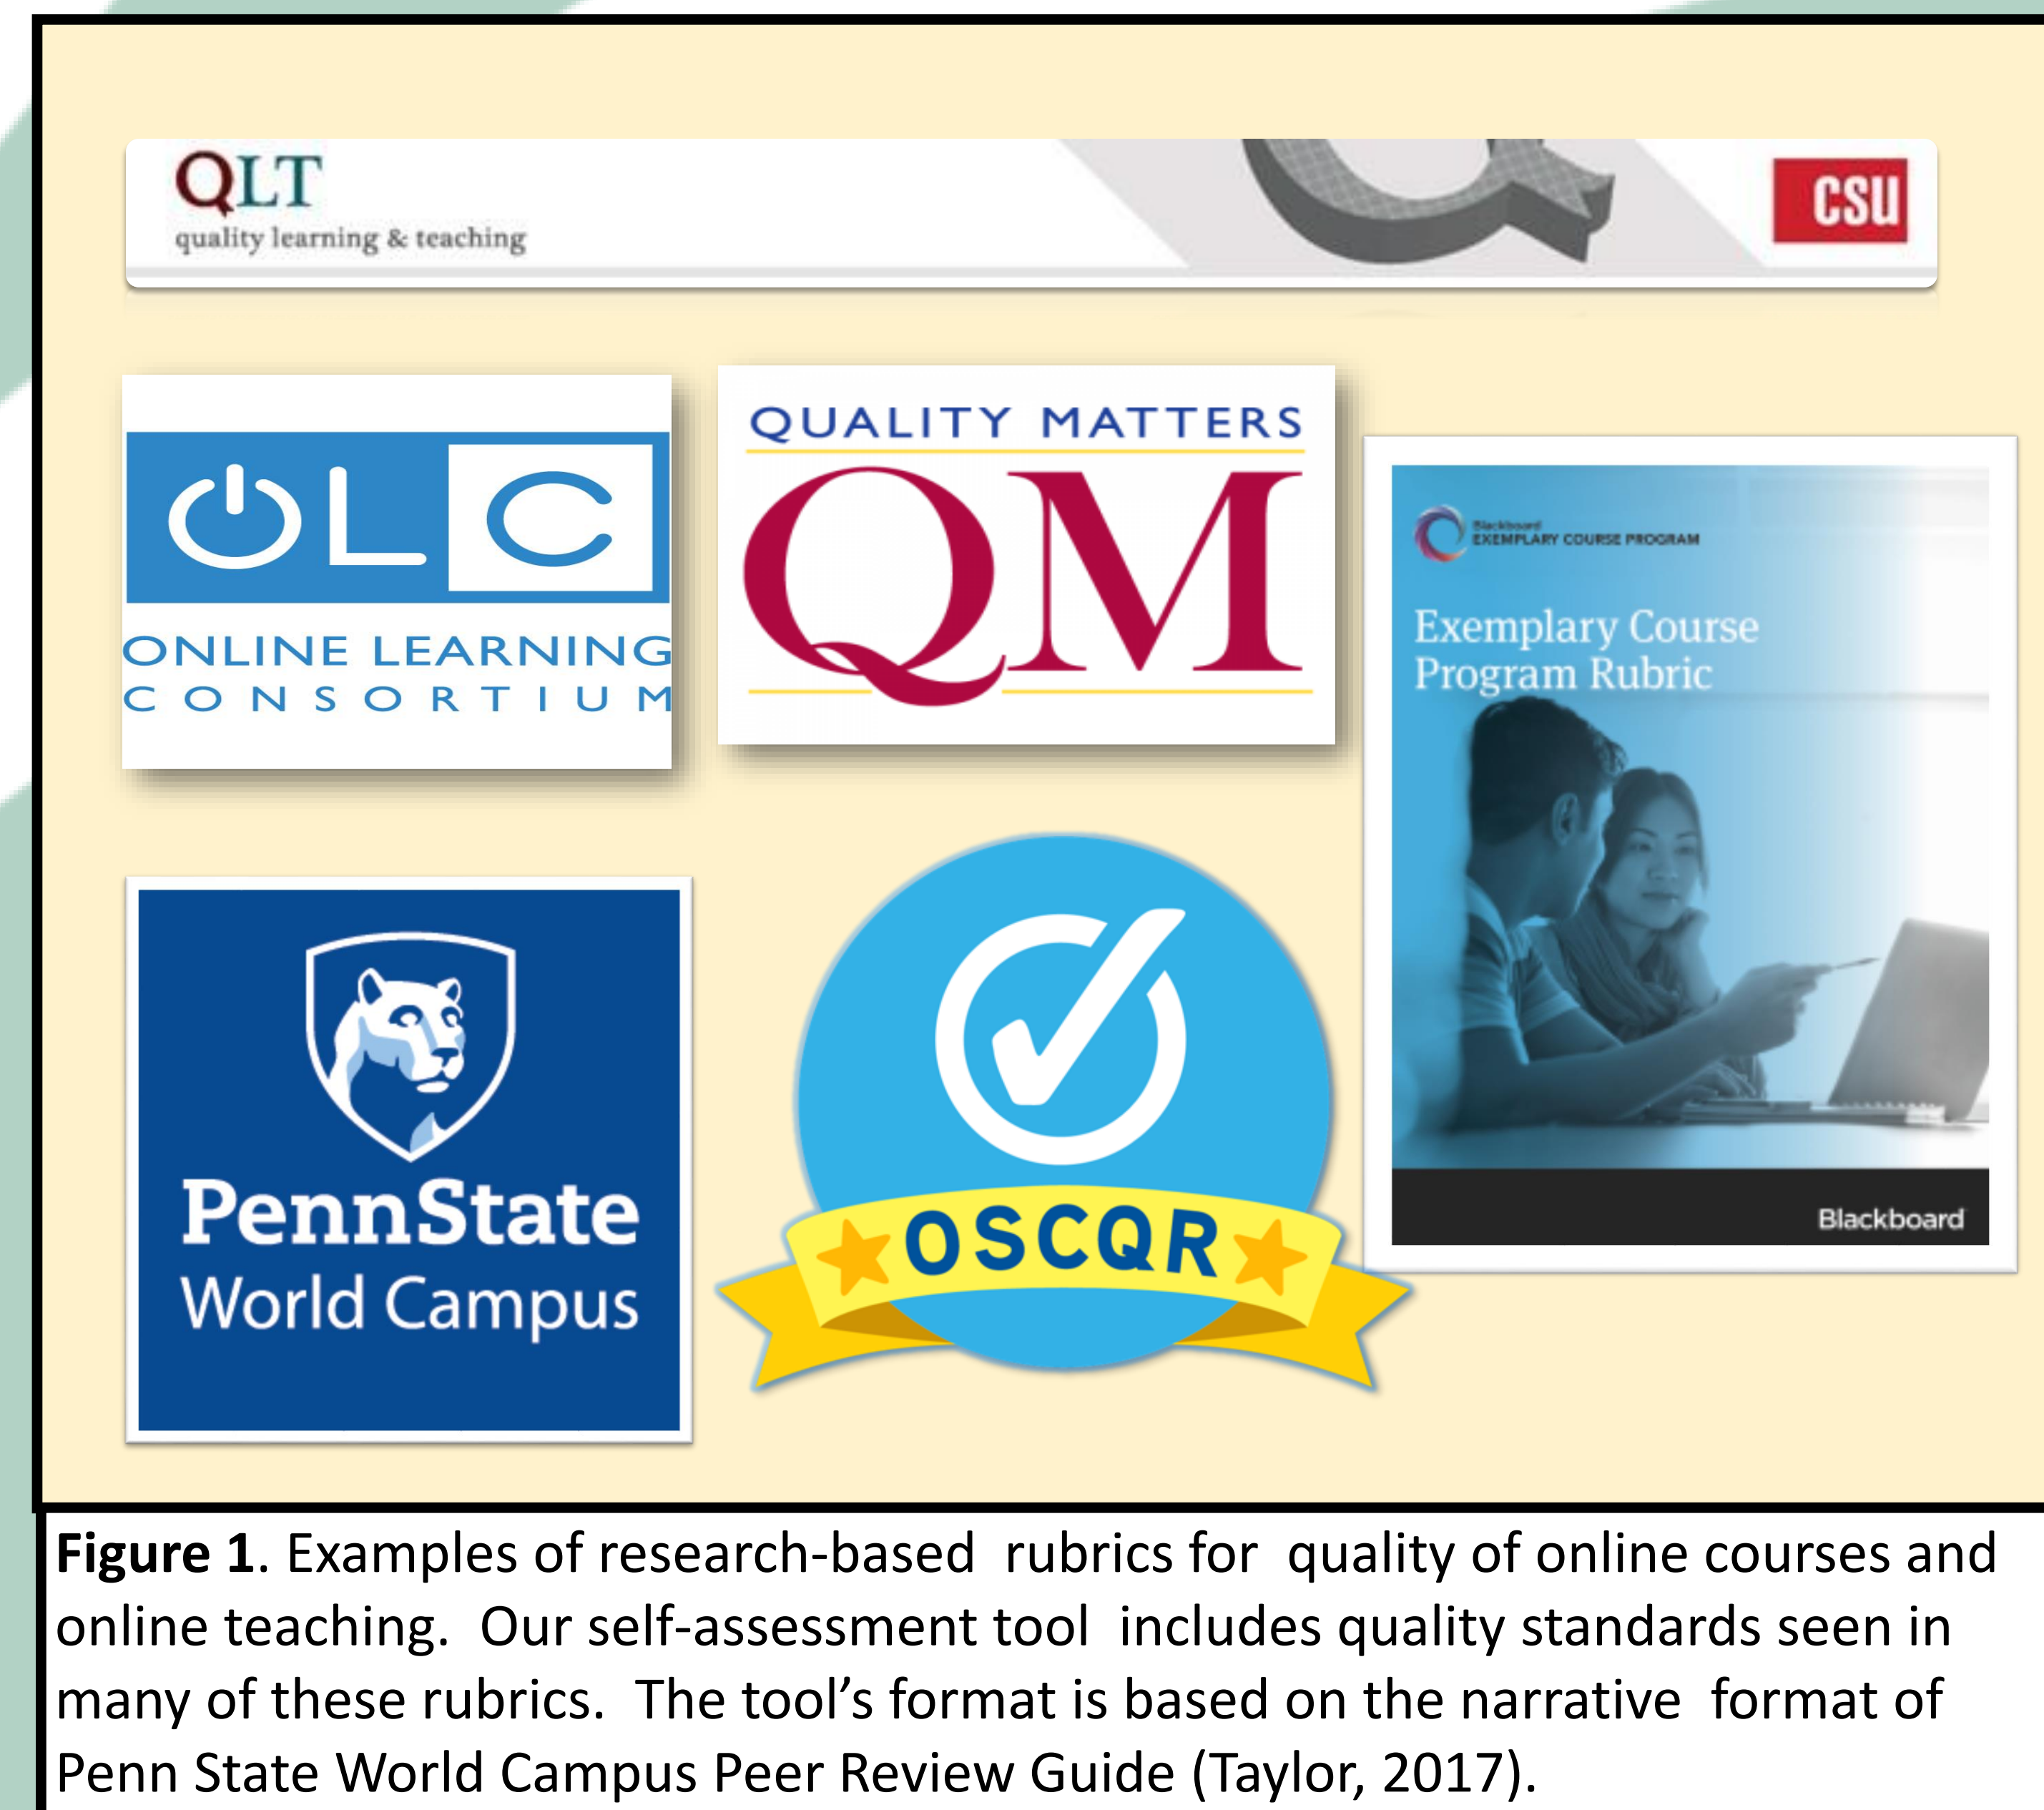 QLT
quality learning & teaching
CSU
OLC
ONLINE LEARNING
CONSORTIUM
QUALITY MATTERS
QM
Blackboard
EXEMPLARY COURSE PROGRAM
Exemplary Course
Program Rubric
Blackboard
PennState
World Campus
OSCQR
Figure 1. Examples of research-based rubrics for quality of online courses and
online teaching. Our self-assessment tool includes quality standards seen in
many of these rubrics. The tool’s format is based on the narrative format of
Penn State World Campus Peer Review Guide (Taylor, 2017).